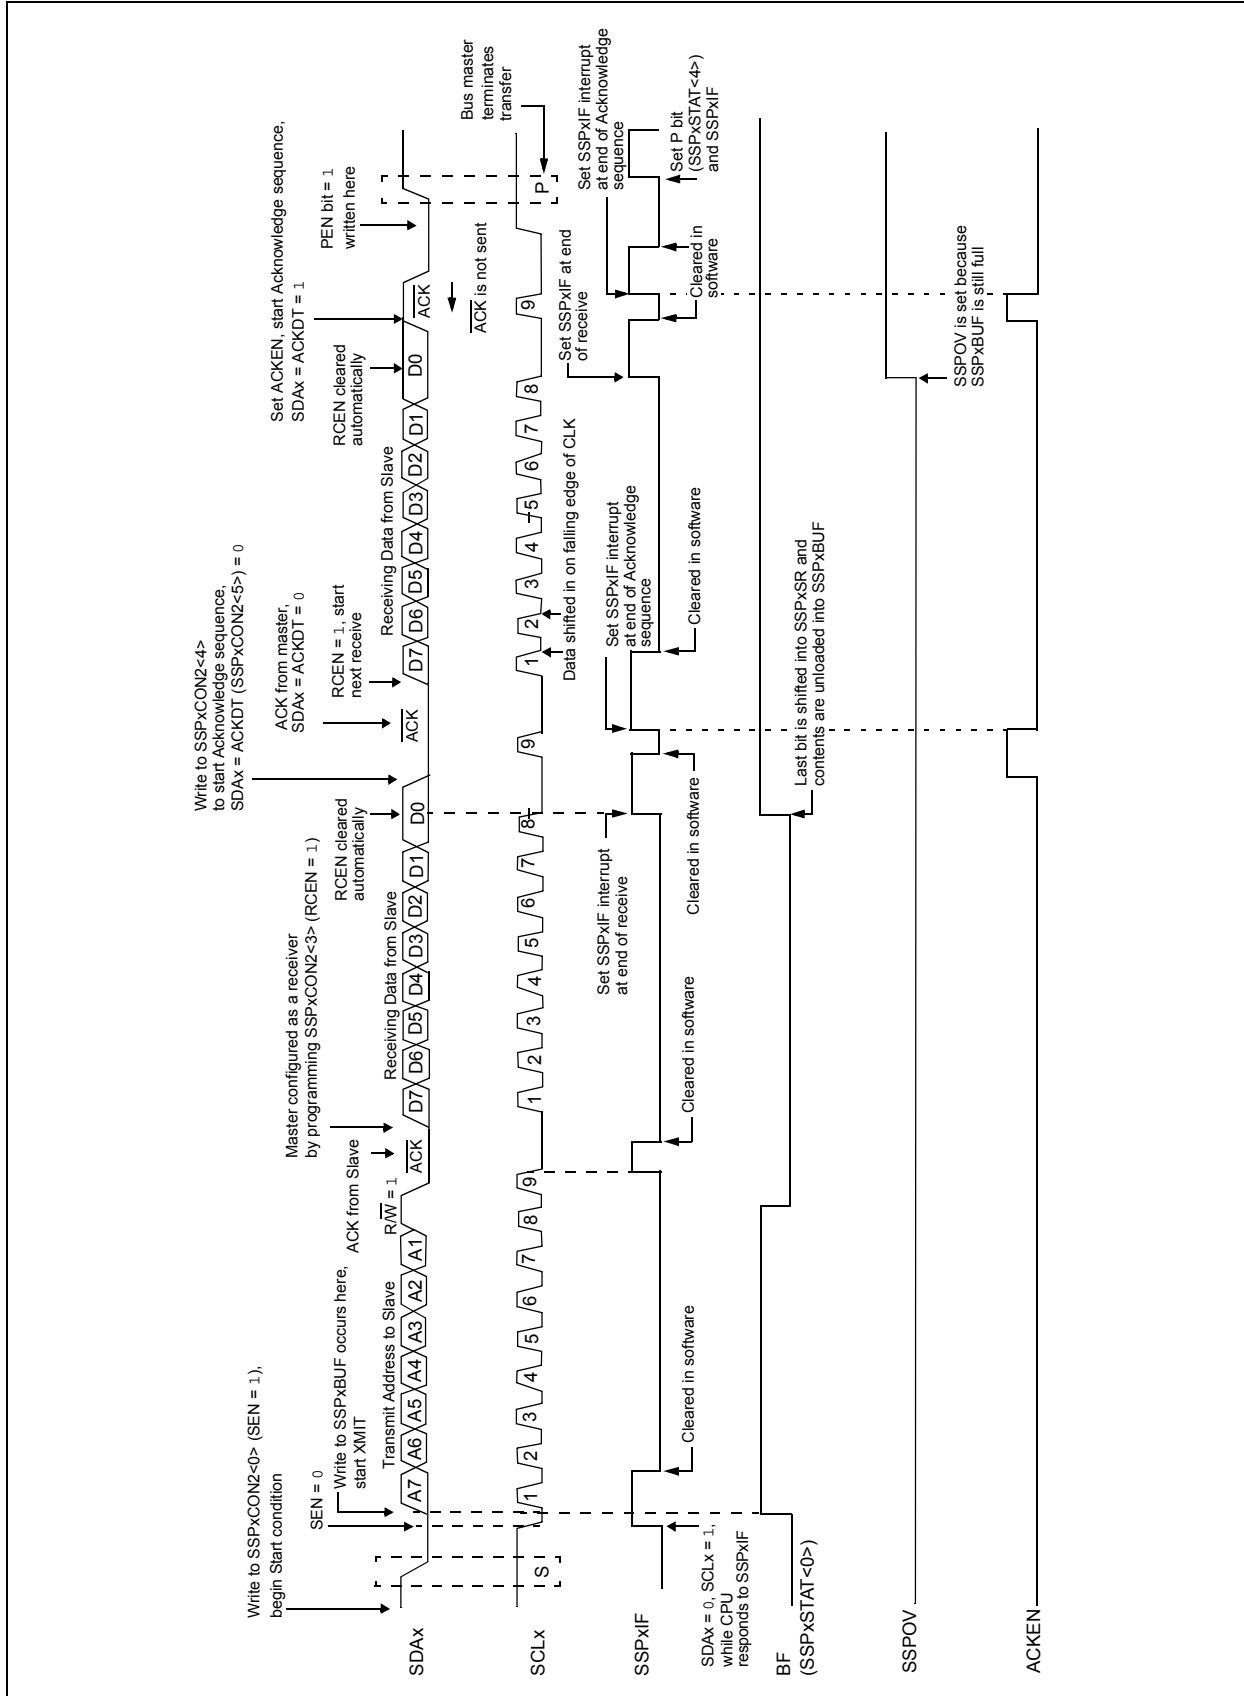 Write to SSPxCON2<0> (SEN = 1),
begin Start condition
SEN = 0
Write to SSPxBUF occurs here,
start XMIT
ACK from Slave
Master configured as a receiver
by programming SSPxCON2<3> (RCEN = 1)
RCEN cleared
automatically
Write to SSPxCON2<4>
to start Acknowledge sequence,
SDAx = ACKDT (SSPxCON2<5>) = 0
ACK from master,
SDAx = ACKDT = 0
RCEN = 1, start
next receive
RCEN cleared
automatically
Set ACKEN, start Acknowledge sequence,
SDAx = ACKDT = 1
PEN bit = 1
written here
Transmit Address to Slave
R/W = 1
Receiving Data from Slave
Receiving Data from Slave
SDAx
A7 A6 A5 A4 A3 A2 A1 ACK D7 D6 D5 D4 D3 D2 D1 D0 ACK D7 D6 D5 D4 D3 D2 D1 D0 ACK
ACK is not sent
Bus master
terminates
transfer
SCLx
S 1 2 3 4 5 6 7 8 9 1 2 3 4 5 6 7 8 9 1 2 3 4 5 6 7 8 9 P
Data shifted in on falling edge of CLK
Set SSPxIF interrupt
at end of receive
Set SSPxIF interrupt
at end of Acknowledge
sequence
Set SSPxIF at end
of receive
Set SSPxIF interrupt
at end of Acknowledge
sequence
SSPxIF
SDAx = 0, SCLx = 1,
while CPU
responds to SSPxIF
Cleared in software
Cleared in software
Cleared in software
Cleared in software
Cleared in
software
Set P bit
(SSPxSTAT<4>)
and SSPxIF
BF
(SSPxSTAT<0>)
Last bit is shifted into SSPxSR and
contents are unloaded into SSPxBUF
SSPOV
SSPOV is set because
SSPxBUF is still full
ACKEN